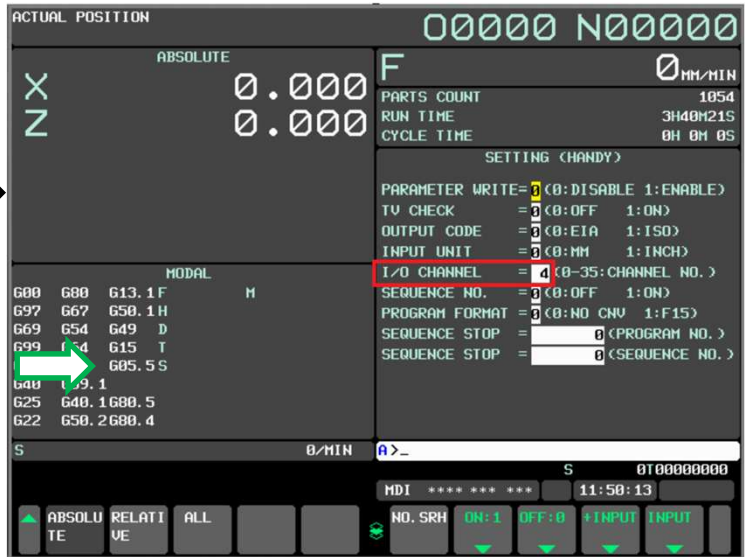 ACTUAL POSITION
O0000 N00000
ABSOLUTE
X 0.000
Z 0.000
F 0 MM/MIN
PARTS COUNT 1054
RUN TIME 3H40M21S
CYCLE TIME 0H 0M 0S
SETTING (HANDY)
PARAMETER WRITE=0(0:DISABLE 1:ENABLE)
TV CHECK =0(0:OFF 1:ON)
OUTPUT CODE =0(0:EIA 1:ISO)
INPUT UNIT =0(0:MM 1:INCH)
I/O CHANNEL = 4(0-35:CHANNEL NO.)
SEQUENCE NO. =0(0:OFF 1:ON)
PROGRAM FORMAT =0(0:NO CNV 1:F15)
SEQUENCE STOP = 0(PROGRAM NO.)
SEQUENCE STOP = 0(SEQUENCE NO.)
MODAL
G00 G80 G13.1 F M
G97 G67 G50.1 H
G69 G54 G49 D
G99 G15 T
G05.5 S
G40
G25 G40.1 G80.5
G22 G50.2 G80.4
S 0/MIN
A>_
S 0T00000000
MDI **** *** *** 11:50:13
ABSOLUTE RELATIVE ALL NO.SRH ON:1 OFF:0 +INPUT INPUT